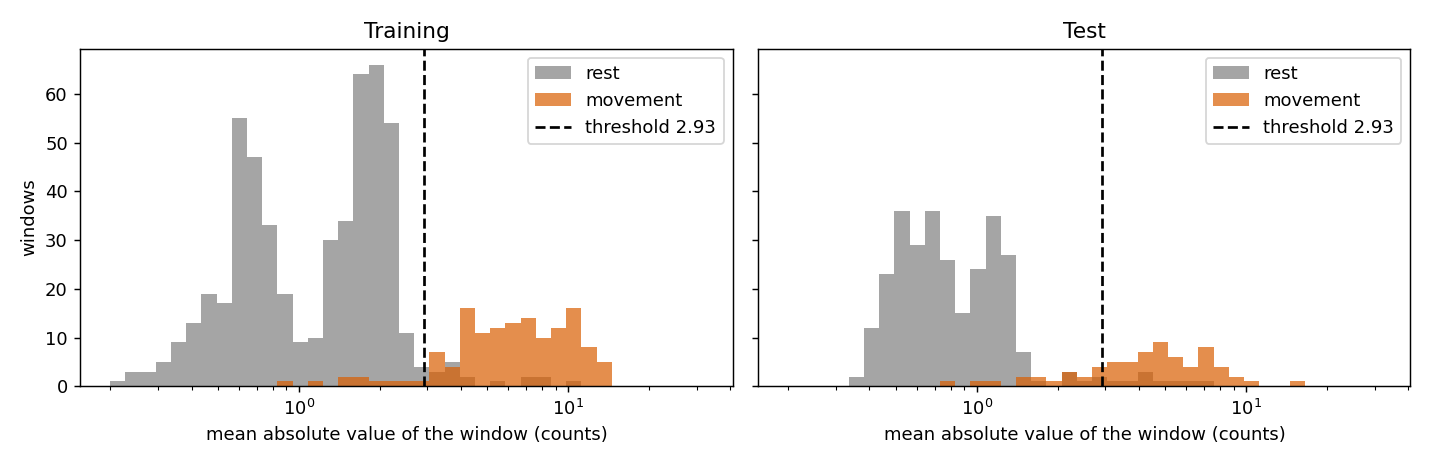 Training
Test
rest
movement
threshold 2.93
rest
movement
threshold 2.93
windows
60
50
40
30
20
10
0
10⁰
10¹
10⁰
10¹
mean absolute value of the window (counts)
mean absolute value of the window (counts)